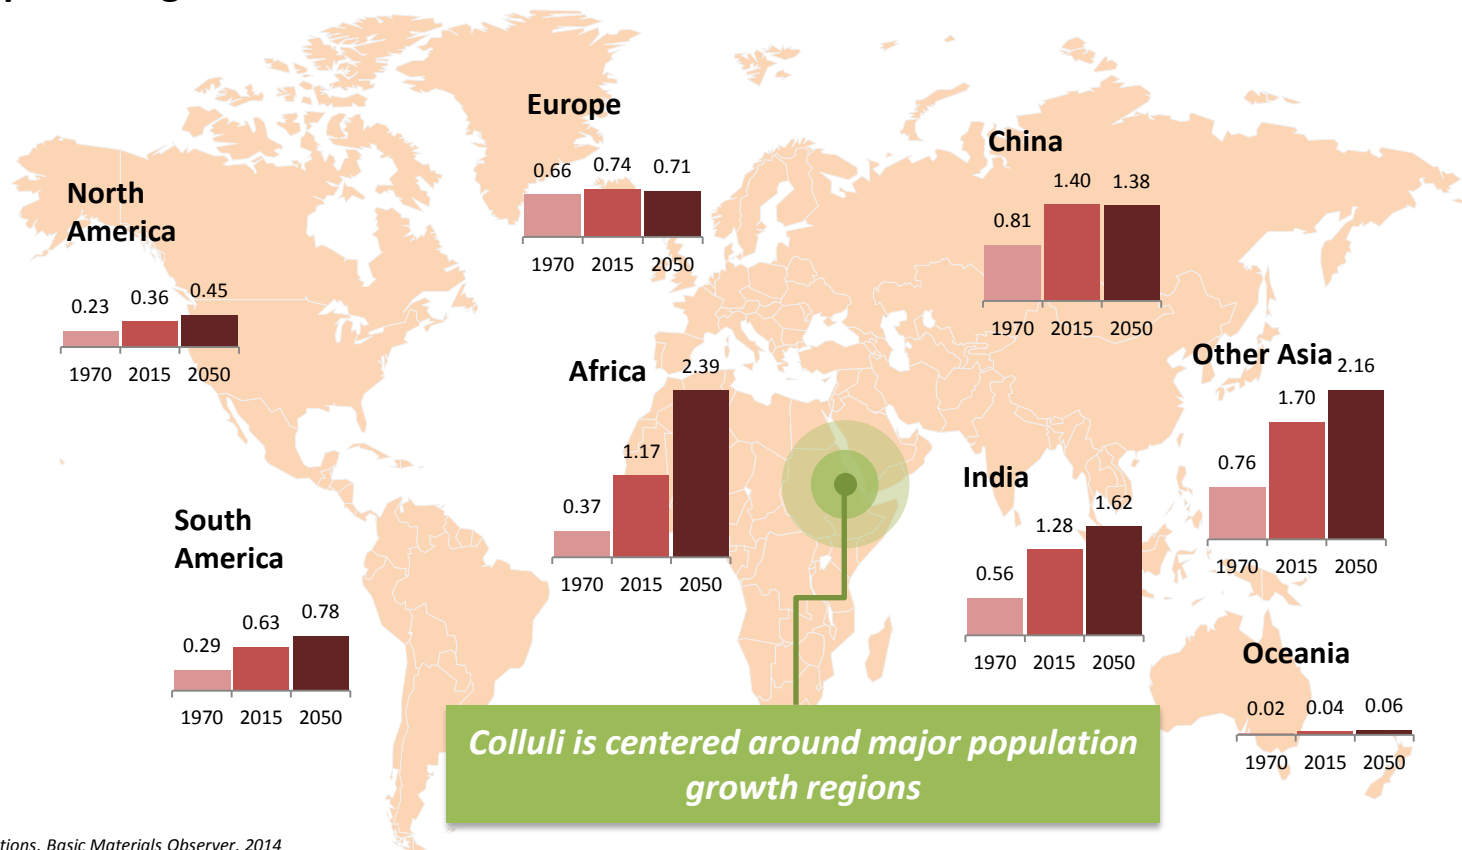 Europe
0.66 0.74 0.71
1970 2015 2050
China
0.81 1.40 1.38
1970 2015 2050
North
America
0.23 0.36 0.45
1970 2015 2050
Africa
0.37 1.17 2.39
1970 2015 2050
Other Asia
0.76 1.70 2.16
1970 2015 2050
India
0.56 1.28 1.62
1970 2015 2050
South
America
0.29 0.63 0.78
1970 2015 2050
Oceania
0.02 0.04 0.06
1970 2015 2050
Colluli is centered around major population
growth regions
Basic Materials Observer, 2014